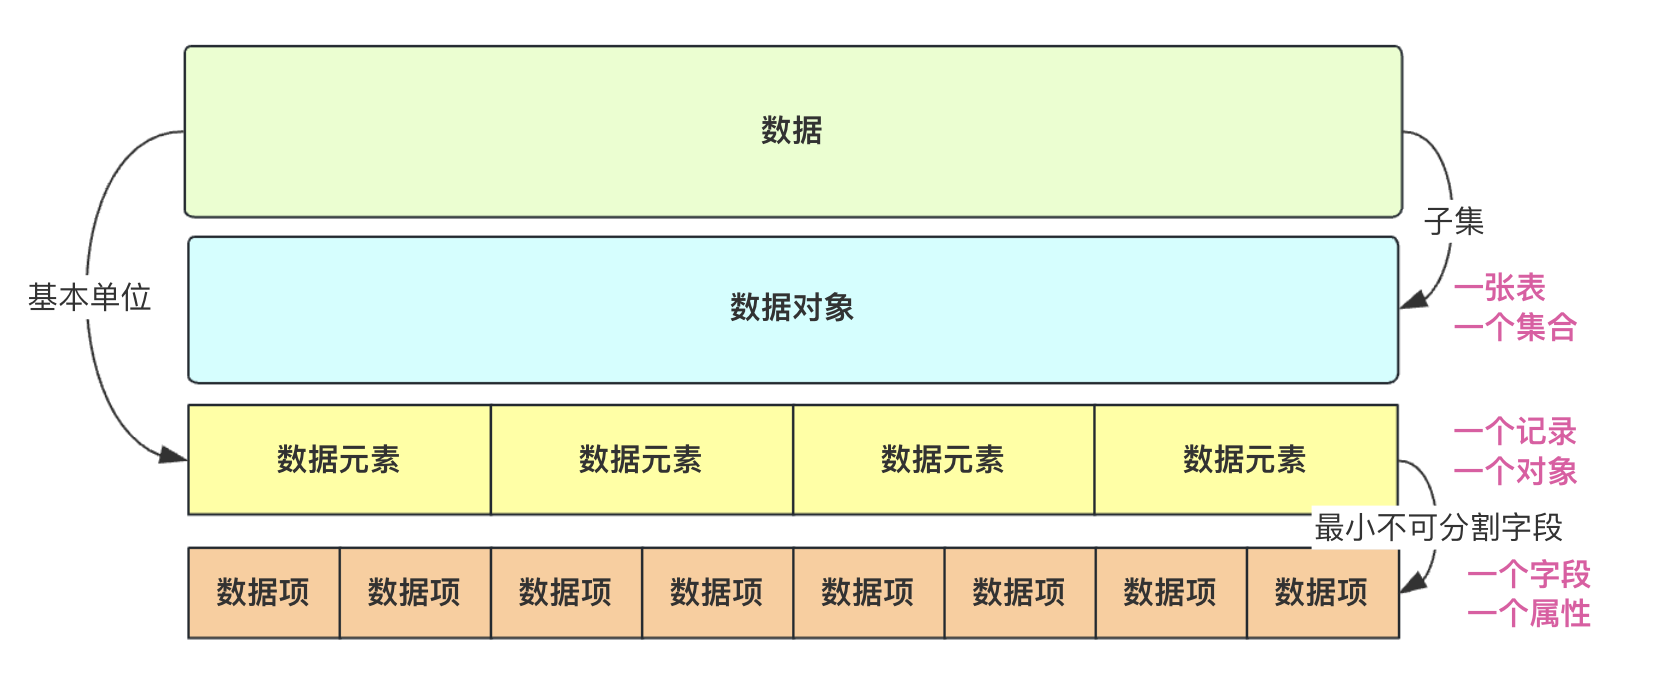 数据
子集
基本单位
数据对象
一张表
一个集合
数据元素 数据元素 数据元素 数据元素
一个记录
一个对象
最小不可分割字段
数据项 数据项 数据项 数据项 数据项 数据项 数据项 数据项
一个字段
一个属性